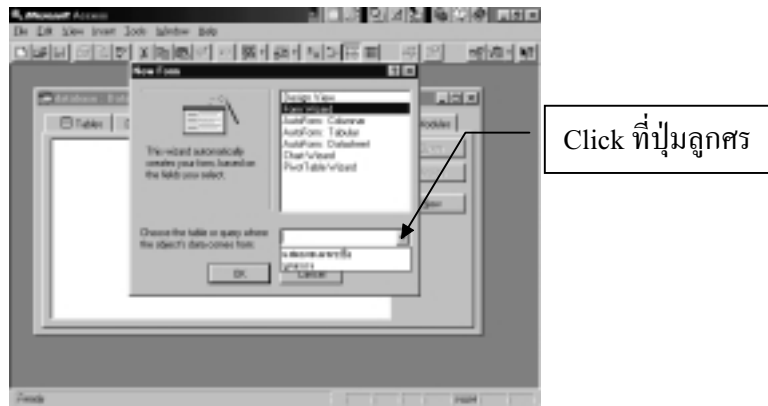 Microsoft Access
File Edit View Insert Tools Window Help
New Form
Design View
Form Wizard
AutoForm: Columnar
AutoForm: Tabular
AutoForm: Datasheet
Chart Wizard
PivotTable Wizard
Tables
Modules
This wizard automatically
creates your form, based on
the fields you select.
Choose the table or query where
the object's data comes from:
OK
Cancel
Ready
Click ที่ปุ่มลูกศร